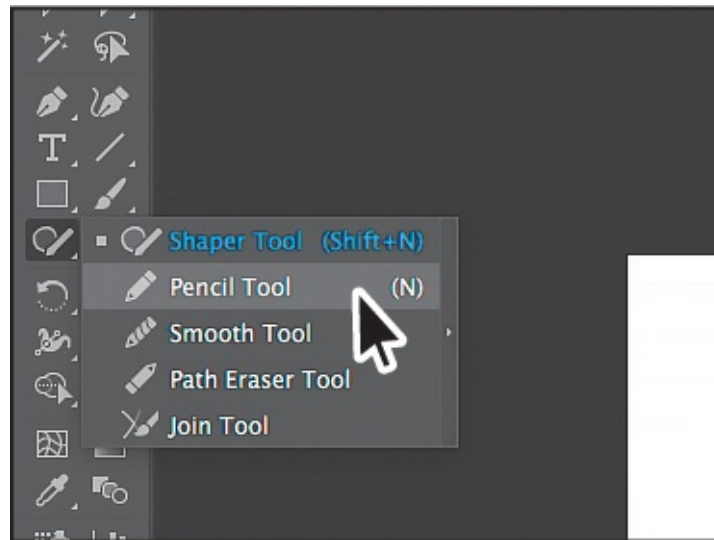 T
Shaper Tool (Shift+N)
Pencil Tool (N)
Smooth Tool
Path Eraser Tool
Join Tool